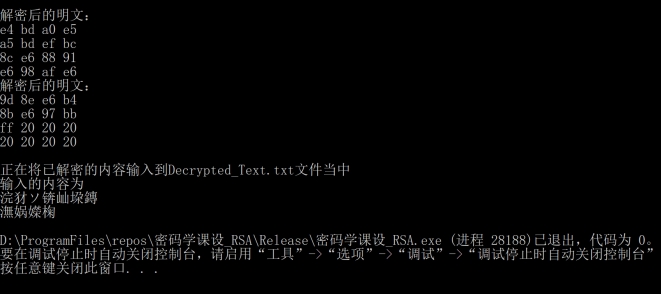 解密后的明文：
e4 bd a0 e5
a5 bd ef bc
8c e6 88 91
e6 98 af e6
解密后的明文：
9d 8e e6 b4
8b e6 97 bb
ff 20 20 20
20 20 20 20
正在将已解密的内容输入到Decrypted_Text.txt文件当中
输入的内容为
浣犲ソ锛屾垜鏄
潕娲嬫椈
D:\ProgramFiles\repos\密码学课设_RSA\Release\密码学课设_RSA.exe (进程 28188)已退出，代码为 0。
要在调试停止时自动关闭控制台，请启用“工具”->“选项”->“调试”->“调试停止时自动关闭控制台”
按任意键关闭此窗口. . .